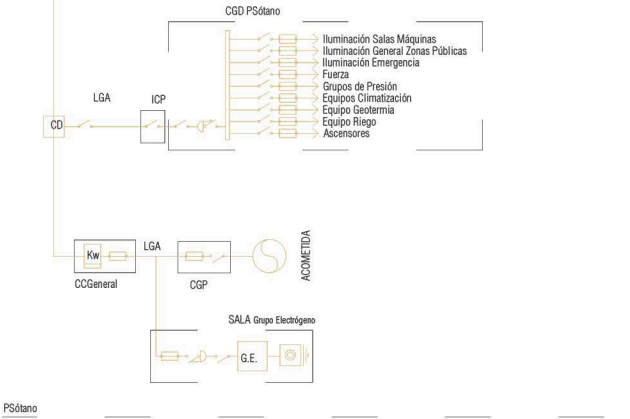 CGD PSótano
Iluminación Salas Máquinas
Iluminación General Zonas Públicas
Iluminación Emergencia
Fuerza
Grupos de Presión
Equipos Climatización
Equipo Geotermia
Equipo Riego
Ascensores
LGA
ICP
CD
LGA
Kw
CCGeneral
CGP
ACOMETIDA
SALA Grupo Electrógeno
G.E.
PSótano